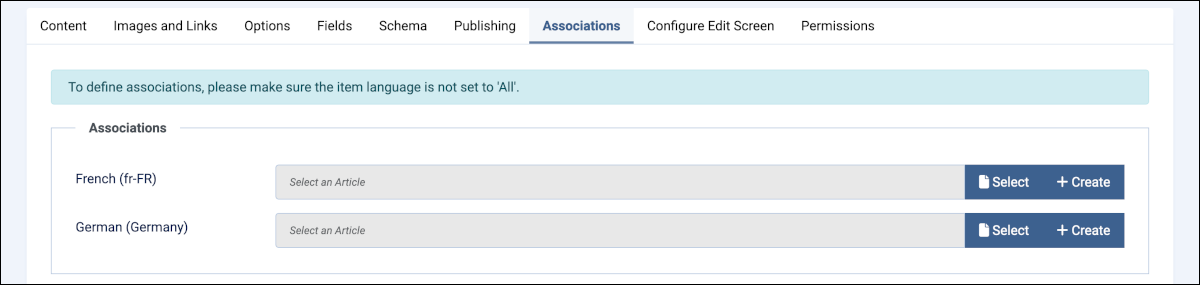 Content Images and Links Options Fields Schema Publishing Associations Configure Edit Screen Permissions
To define associations, please make sure the item language is not set to 'All'.
Associations
French (fr-FR) Select an Article Select + Create
German (Germany) Select an Article Select + Create